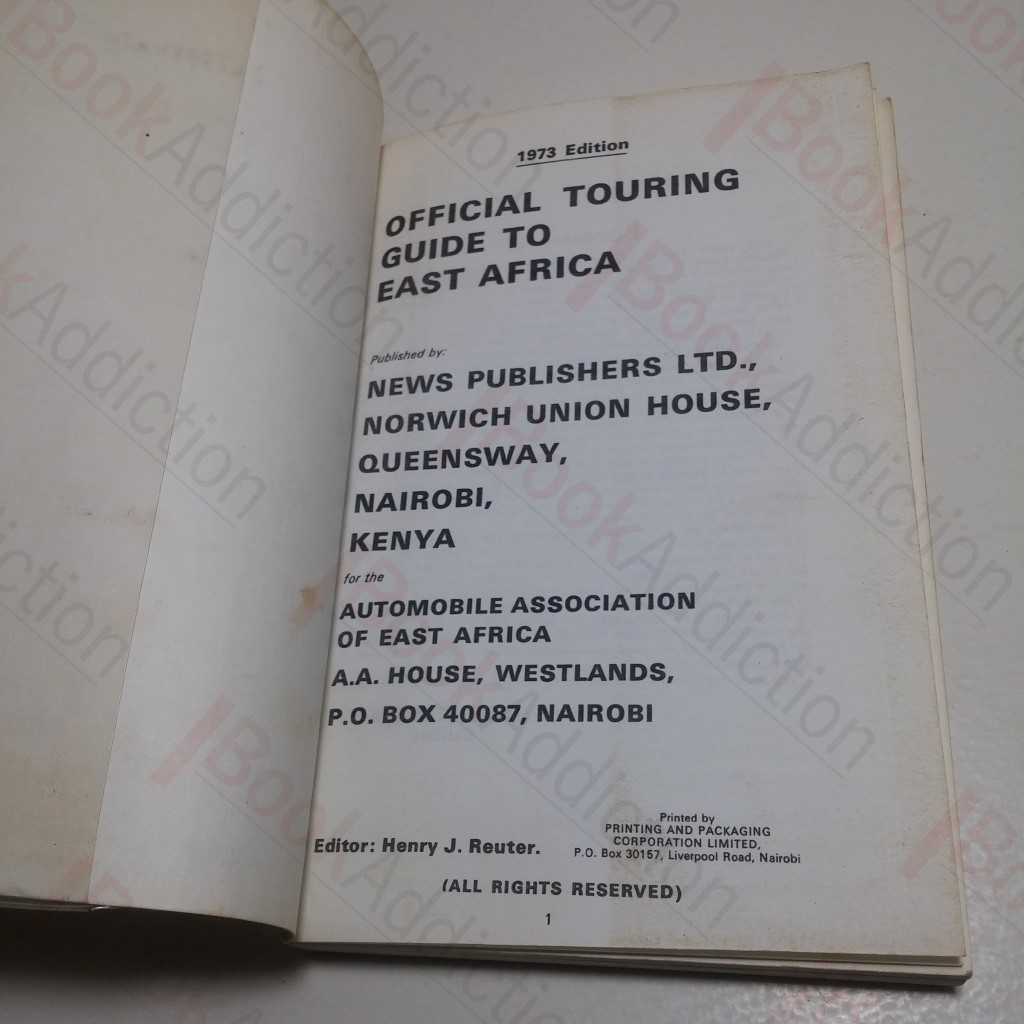 1973 Edition
OFFICIAL TOURING
GUIDE TO
EAST AFRICA
Published by:
NEWS PUBLISHERS LTD.,
NORWICH UNION HOUSE,
QUEENSWAY,
NAIROBI,
KENYA
for the
AUTOMOBILE ASSOCIATION
OF EAST AFRICA
A.A. HOUSE, WESTLANDS,
P.O. BOX 40087, NAIROBI
Editor: Henry J. Reuter.
Printed by
PRINTING AND PACKAGING
CORPORATION LIMITED,
P.O. Box 30157, Liverpool Road, Nairobi
(ALL RIGHTS RESERVED)
1
BookAddiction